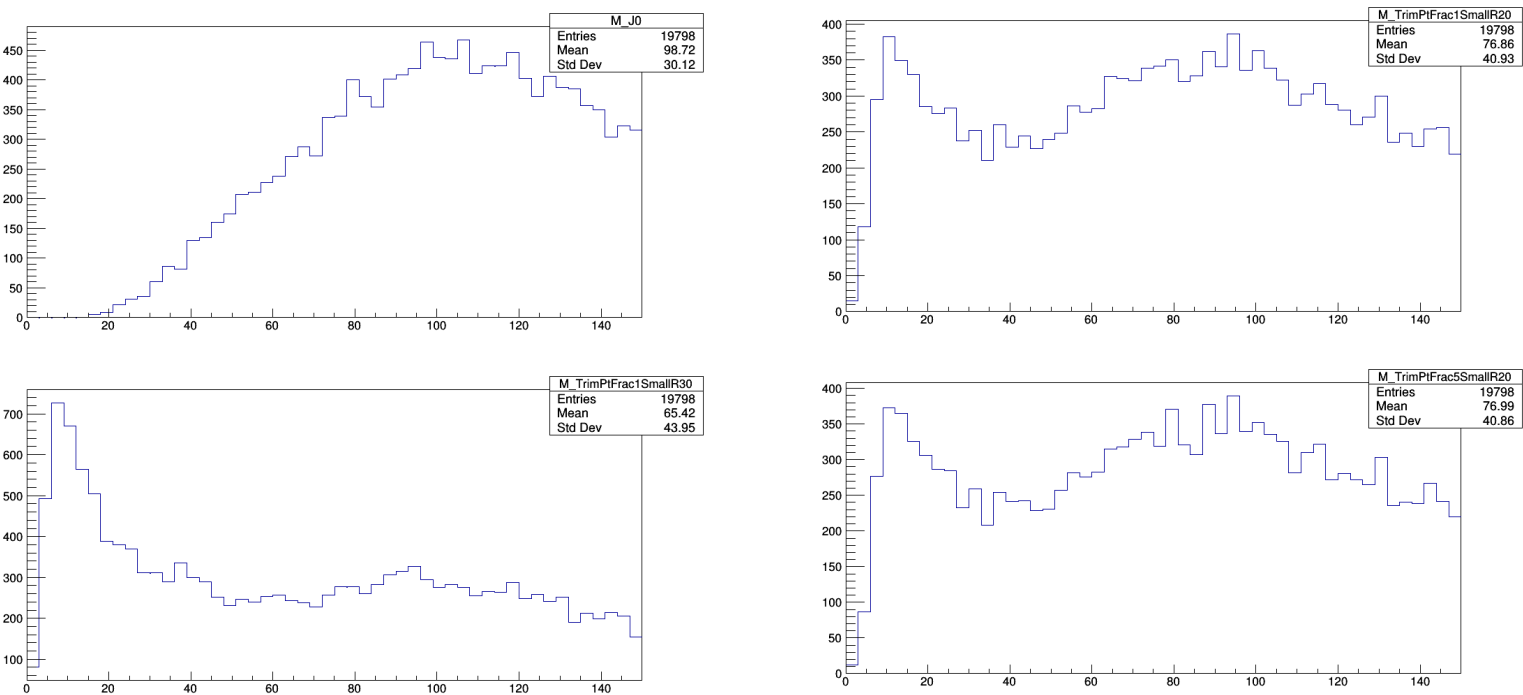 M_J0
Entries 19798
Mean 98.72
Std Dev 30.12
450
400
350
300
250
200
150
100
50
0
0 20 40 60 80 100 120 140
M_TrimPtFrac1SmallR20
Entries 19798
Mean 76.86
Std Dev 40.93
400
350
300
250
200
150
100
50
0
0 20 40 60 80 100 120 140
M_TrimPtFrac1SmallR30
Entries 19798
Mean 65.42
Std Dev 43.95
700
600
500
400
300
200
100
0 20 40 60 80 100 120 140
M_TrimPtFrac5SmallR20
Entries 19798
Mean 76.99
Std Dev 40.86
400
350
300
250
200
150
100
50
0
0 20 40 60 80 100 120 140